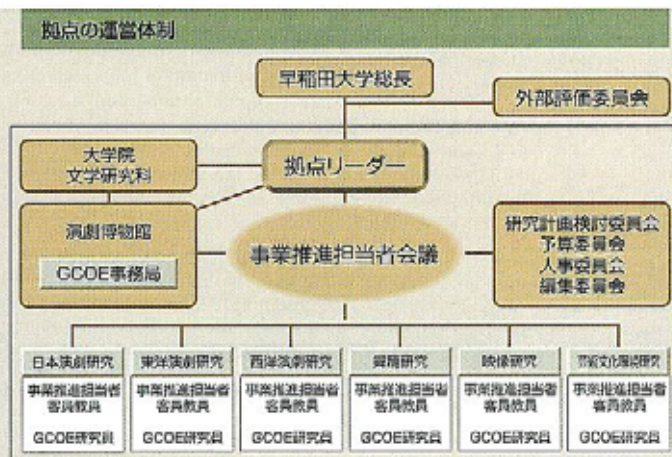 拠点の運営体制
早稲田大学総長
外部評価委員会
大学院
文学研究科
拠点リーダー
演劇博物館
GCOE事務局
事業推進担当者会議
研究計画検討委員会
予算委員会
人事委員会
編集委員会
日本演劇研究
東洋演劇研究
西洋演劇研究
舞踊研究
映像研究
芸術文化環境研究
事業推進担当者
客員教員
GCOE研究員
事業推進担当者
客員教員
GCOE研究員
事業推進担当者
客員教員
GCOE研究員
事業推進担当者
客員教員
GCOE研究員
事業推進担当者
客員教員
GCOE研究員
事業推進担当者
客員教員
GCOE研究員